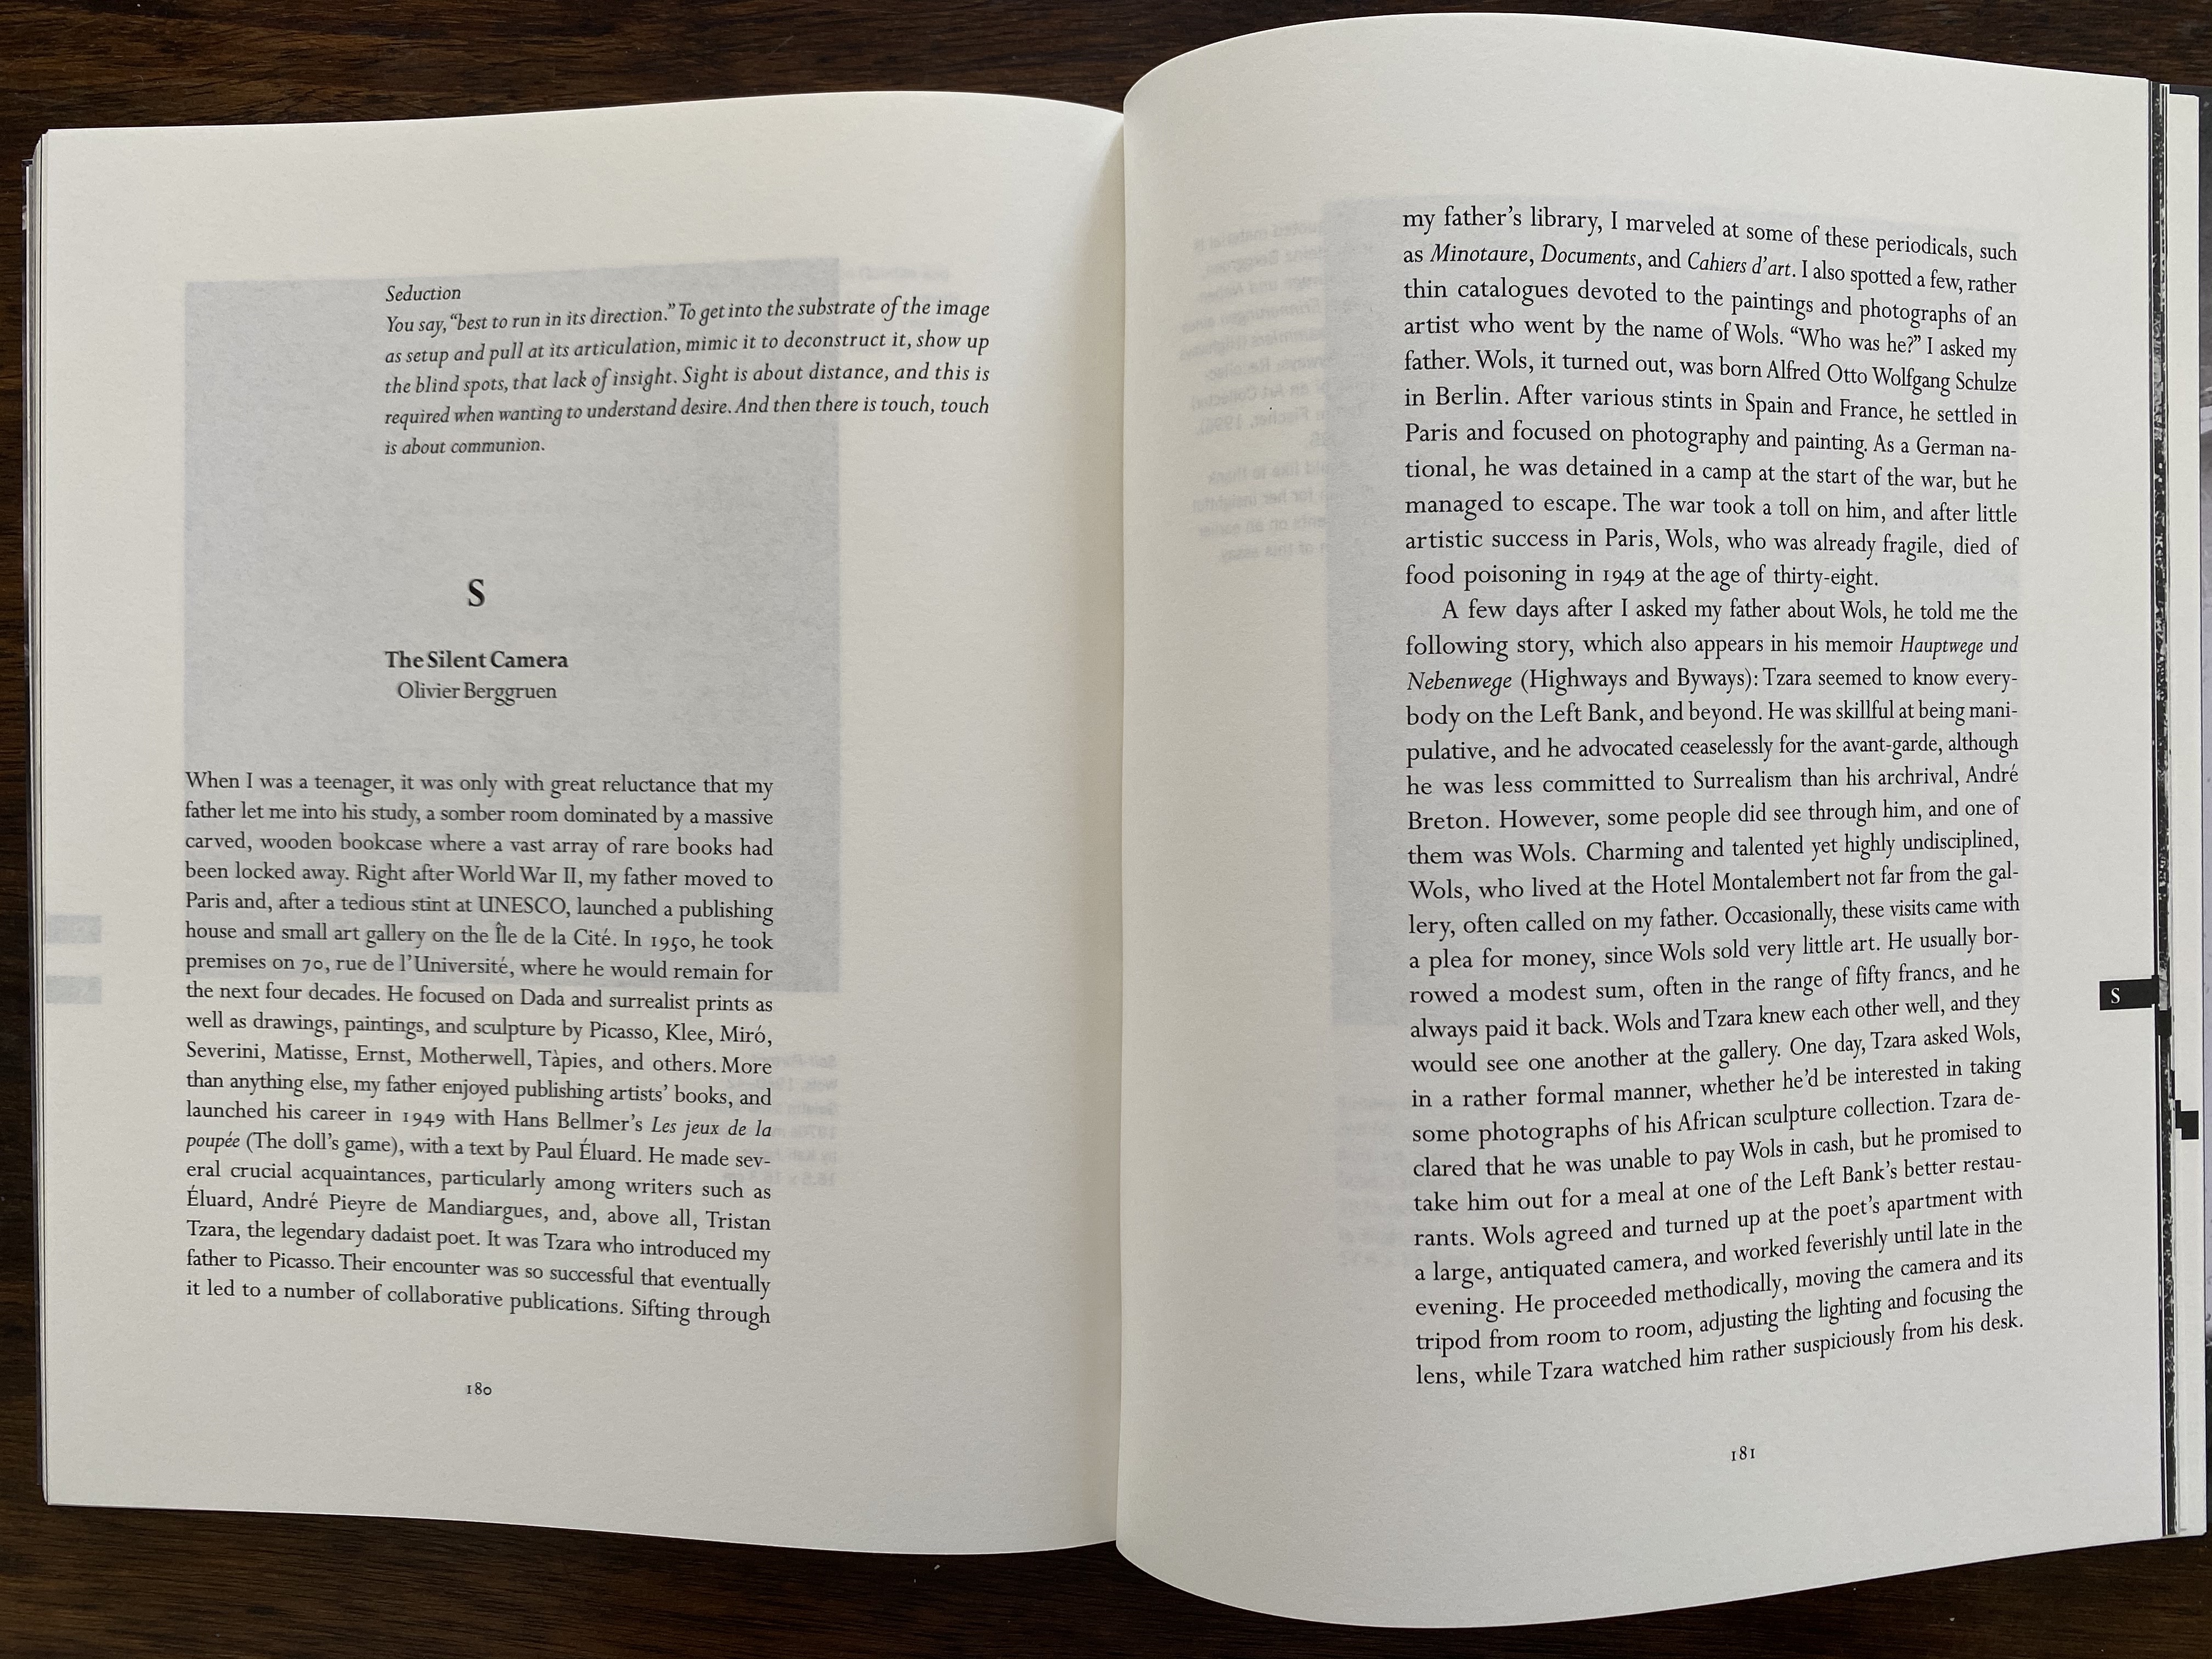 Seduction
You say, “best to run in its direction.” To get into the substrate of the image
as setup and pull at its articulation, mimic it to deconstruct it, show up
the blind spots, that lack of insight. Sight is about distance, and this is
required when wanting to understand desire. And then there is touch, touch
is about communion.
S
The Silent Camera
Olivier Berggruen
When I was a teenager, it was only with great reluctance that my
father let me into his study, a somber room dominated by a massive
carved, wooden bookcase where a vast array of rare books had
been locked away. Right after World War II, my father moved to
Paris and, after a tedious stint at UNESCO, launched a publishing
house and small art gallery on the Île de la Cité. In 1950, he took
premises on 70, rue de l’Université, where he would remain for
the next four decades. He focused on Dada and surrealist prints as
well as drawings, paintings, and sculpture by Picasso, Klee, Miró,
Severini, Matisse, Ernst, Motherwell, Tàpies, and others. More
than anything else, my father enjoyed publishing artists’ books, and
launched his career in 1949 with Hans Bellmer’s Les jeux de la
poupée (The doll’s game), with a text by Paul Éluard. He made sev-
eral crucial acquaintances, particularly among writers such as
Éluard, André Pieyre de Mandiargues, and, above all, Tristan
Tzara, the legendary dadaist poet. It was Tzara who introduced my
father to Picasso. Their encounter was so successful that eventually
it led to a number of collaborative publications. Sifting through
180
my father’s library, I marveled at some of these periodicals, such
as Minotaure, Documents, and Cahiers d’art. I also spotted a few, rather
thin catalogues devoted to the paintings and photographs of an
artist who went by the name of Wols. “Who was he?” I asked my
father. Wols, it turned out, was born Alfred Otto Wolfgang Schulze
in Berlin. After various stints in Spain and France, he settled in
Paris and focused on photography and painting. As a German na-
tional, he was detained in a camp at the start of the war, but he
managed to escape. The war took a toll on him, and after little
artistic success in Paris, Wols, who was already fragile, died of
food poisoning in 1949 at the age of thirty-eight.
A few days after I asked my father about Wols, he told me the
following story, which also appears in his memoir Hauptwege und
Nebenwege (Highways and Byways): Tzara seemed to know every-
body on the Left Bank, and beyond. He was skillful at being mani-
pulative, and he advocated ceaselessly for the avant-garde, although
he was less committed to Surrealism than his archrival, André
Breton. However, some people did see through him, and one of
them was Wols. Charming and talented yet highly undisciplined,
Wols, who lived at the Hotel Montalembert not far from the gal-
lery, often called on my father. Occasionally, these visits came with
a plea for money, since Wols sold very little art. He usually bor-
rowed a modest sum, often in the range of fifty francs, and he
always paid it back. Wols and Tzara knew each other well, and they
would see one another at the gallery. One day, Tzara asked Wols,
in a rather formal manner, whether he’d be interested in taking
some photographs of his African sculpture collection. Tzara de-
clared that he was unable to pay Wols in cash, but he promised to
take him out for a meal at one of the Left Bank’s better restau-
rants. Wols agreed and turned up at the poet’s apartment with
a large, antiquated camera, and worked feverishly until late in the
evening. He proceeded methodically, moving the camera and its
tripod from room to room, adjusting the lighting and focusing the
lens, while Tzara watched him rather suspiciously from his desk.
S
181